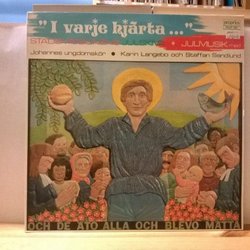 "I varje hjärta..."
JULMUSIK med
Johannes ungdomskör • Karin Langebo och Staffan Sandlund
OCH DE ÅTO ALLA OCH BLEVO MÄTTA